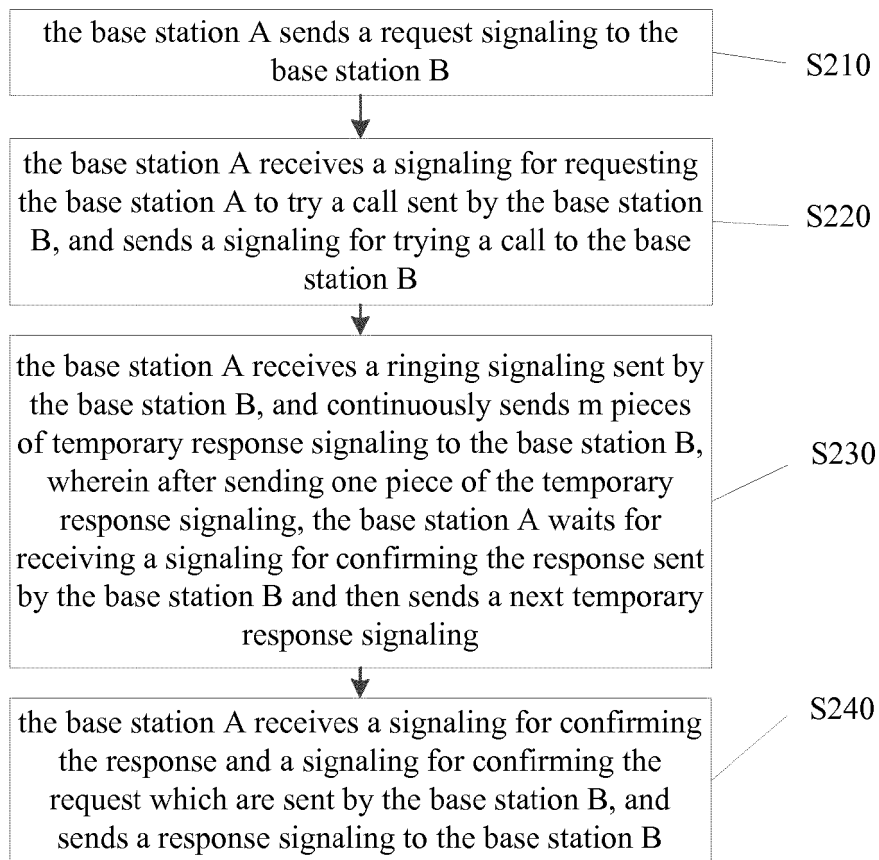 the base station A sends a request signaling to the
base station B
S210
the base station A receives a signaling for requesting
the base station A to try a call sent by the base station
B, and sends a signaling for trying a call to the base
station B
S220
the base station A receives a ringing signaling sent by
the base station B, and continuously sends m pieces
of temporary response signaling to the base station B,
wherein after sending one piece of the temporary
response signaling, the base station A waits for
receiving a signaling for confirming the response sent
by the base station B and then sends a next temporary
response signaling
S230
the base station A receives a signaling for confirming
the response and a signaling for confirming the
request which are sent by the base station B, and
sends a response signaling to the base station B
S240